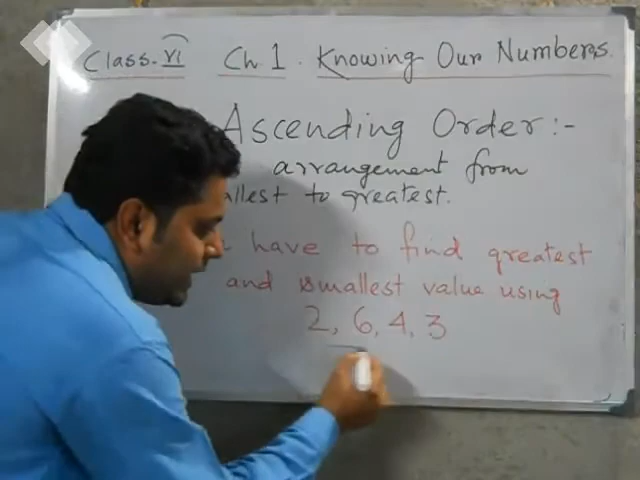 Class. VI Ch. 1. Knowing Our Numbers.
Ascending Order:-
arrangement from
to greatest.
have to find greatest
and smallest value using
2, 6, 4, 3